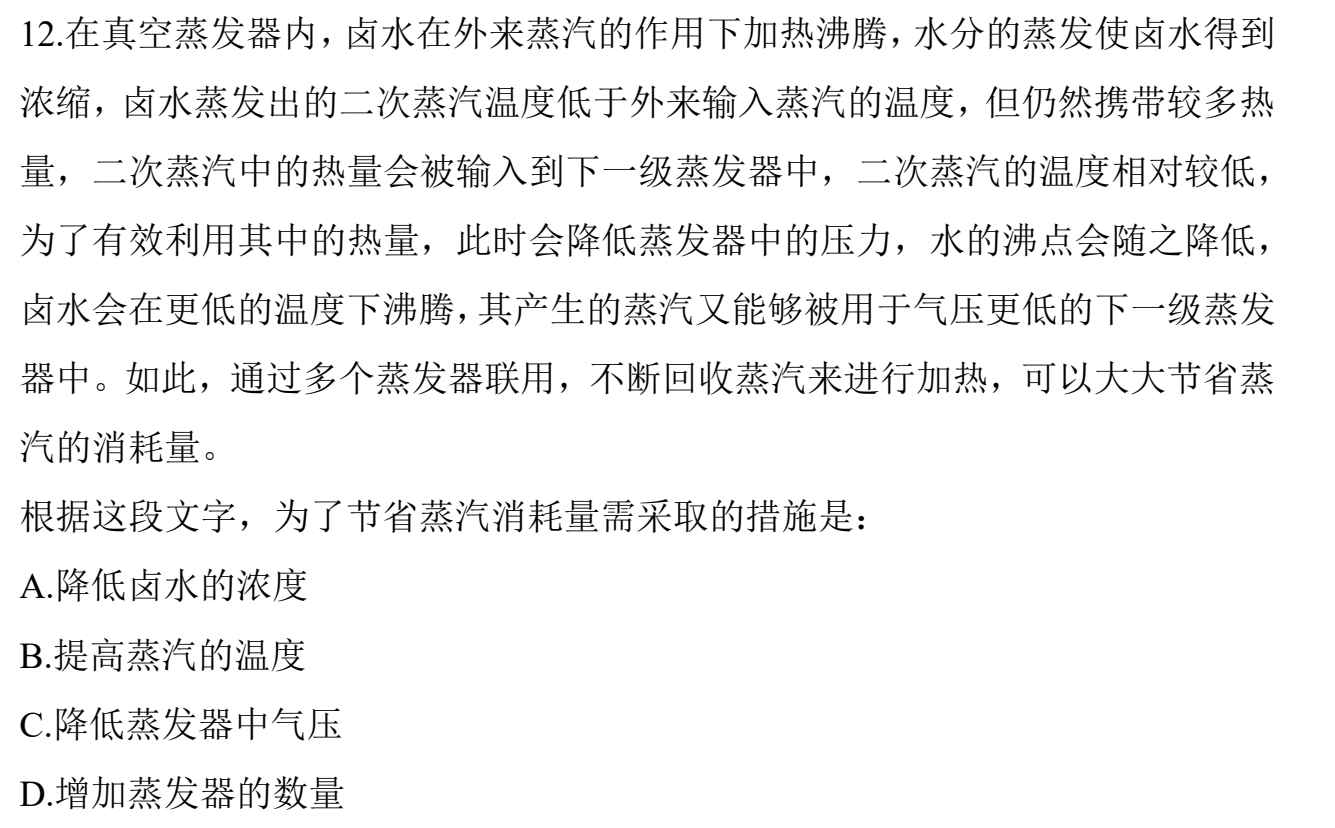 12.在真空蒸发器内，卤水在外来蒸汽的作用下加热沸腾，水分的蒸发使卤水得到
浓缩，卤水蒸发出的二次蒸汽温度低于外来输入蒸汽的温度，但仍然携带较多热
量，二次蒸汽中的热量会被输入到下一级蒸发器中，二次蒸汽的温度相对较低，
为了有效利用其中的热量，此时会降低蒸发器中的压力，水的沸点会随之降低，
卤水会在更低的温度下沸腾，其产生的蒸汽又能够被用于气压更低的下一级蒸发
器中。如此，通过多个蒸发器联用，不断回收蒸汽来进行加热，可以大大节省蒸
汽的消耗量。
根据这段文字，为了节省蒸汽消耗量需采取的措施是：
A.降低卤水的浓度
B.提高蒸汽的温度
C.降低蒸发器中气压
D.增加蒸发器的数量